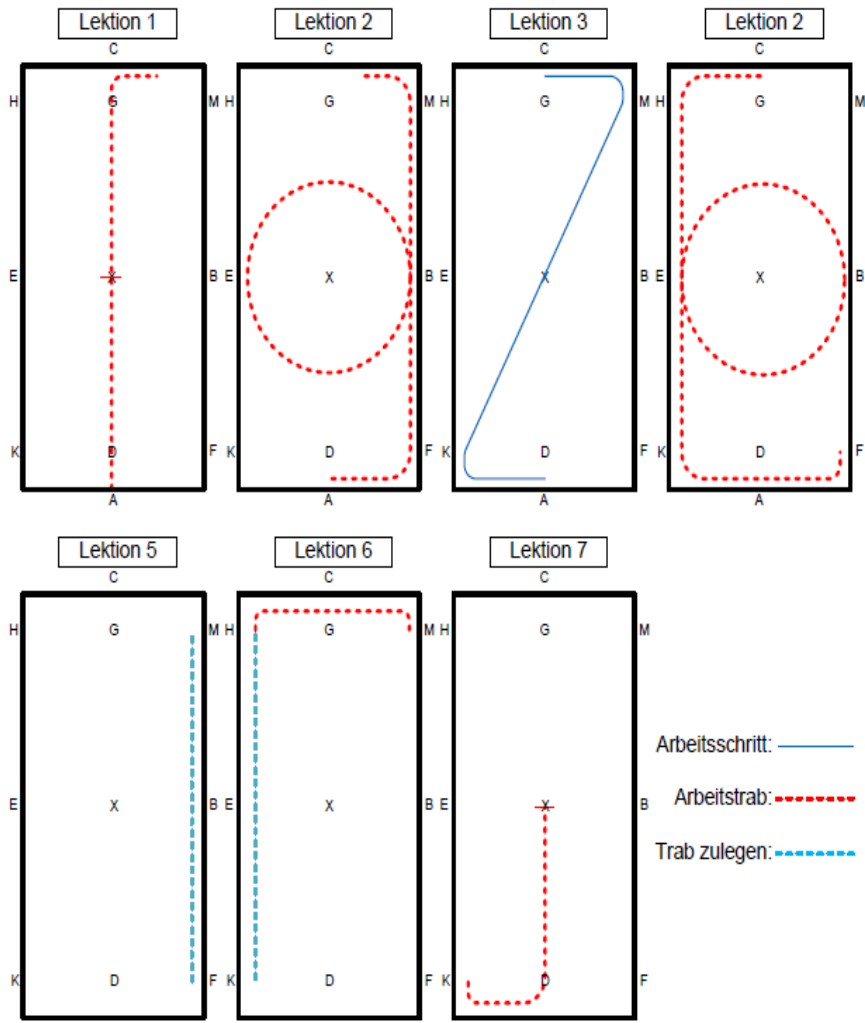 Lektion 1 Lektion 2 Lektion 3 Lektion 2
C C C C
H G M H G M H G M H G M
E X B E X B E X B E X B
K D F K D F K D F K D F
A A A A
Lektion 5 Lektion 6 Lektion 7
C C C
H G M H G M H G M
Arbeitsschritt:
Arbeitstrab:
E X B E X B E X B
Trab zulegen:
K D F K D F K D F